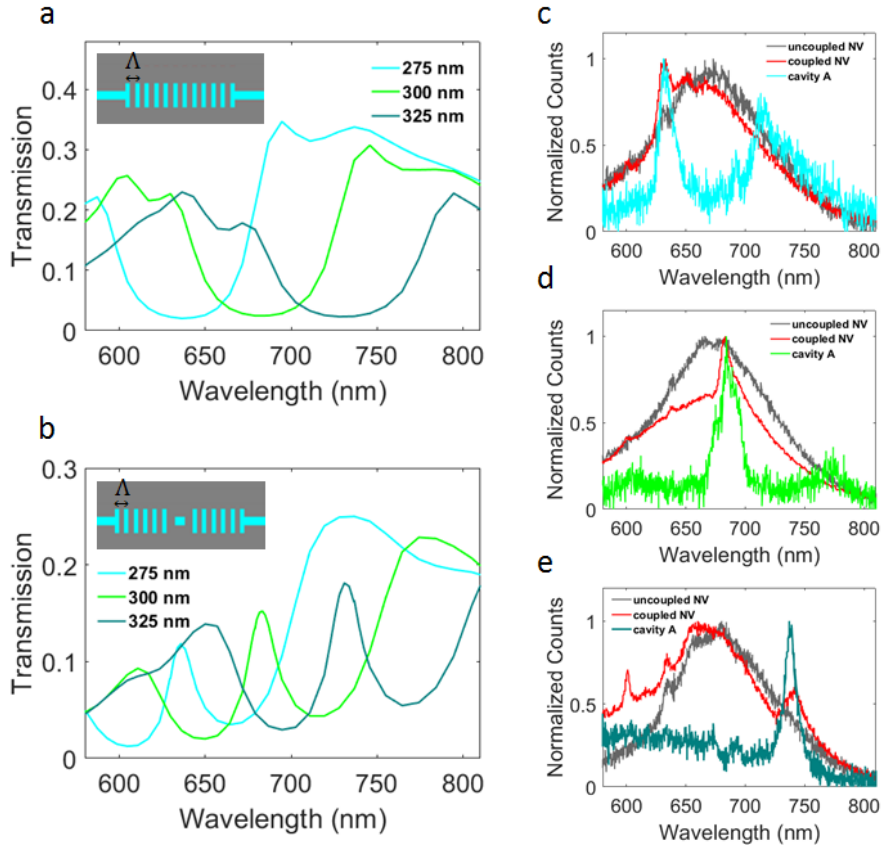 a
Λ
275 nm
300 nm
325 nm
Transmission
0.4
0.3
0.2
0.1
0
600 650 700 750 800
Wavelength (nm)
b
Λ
275 nm
300 nm
325 nm
Transmission
0.3
0.2
0.1
0
600 650 700 750 800
Wavelength (nm)
c
uncoupled NV
coupled NV
cavity A
Normalized Counts
1
0.5
0
600 650 700 750 800
Wavelength (nm)
d
uncoupled NV
coupled NV
cavity A
Normalized Counts
1
0.5
0
600 650 700 750 800
Wavelength (nm)
e
uncoupled NV
coupled NV
cavity A
Normalized Counts
1
0.5
0
600 650 700 750 800
Wavelength (nm)